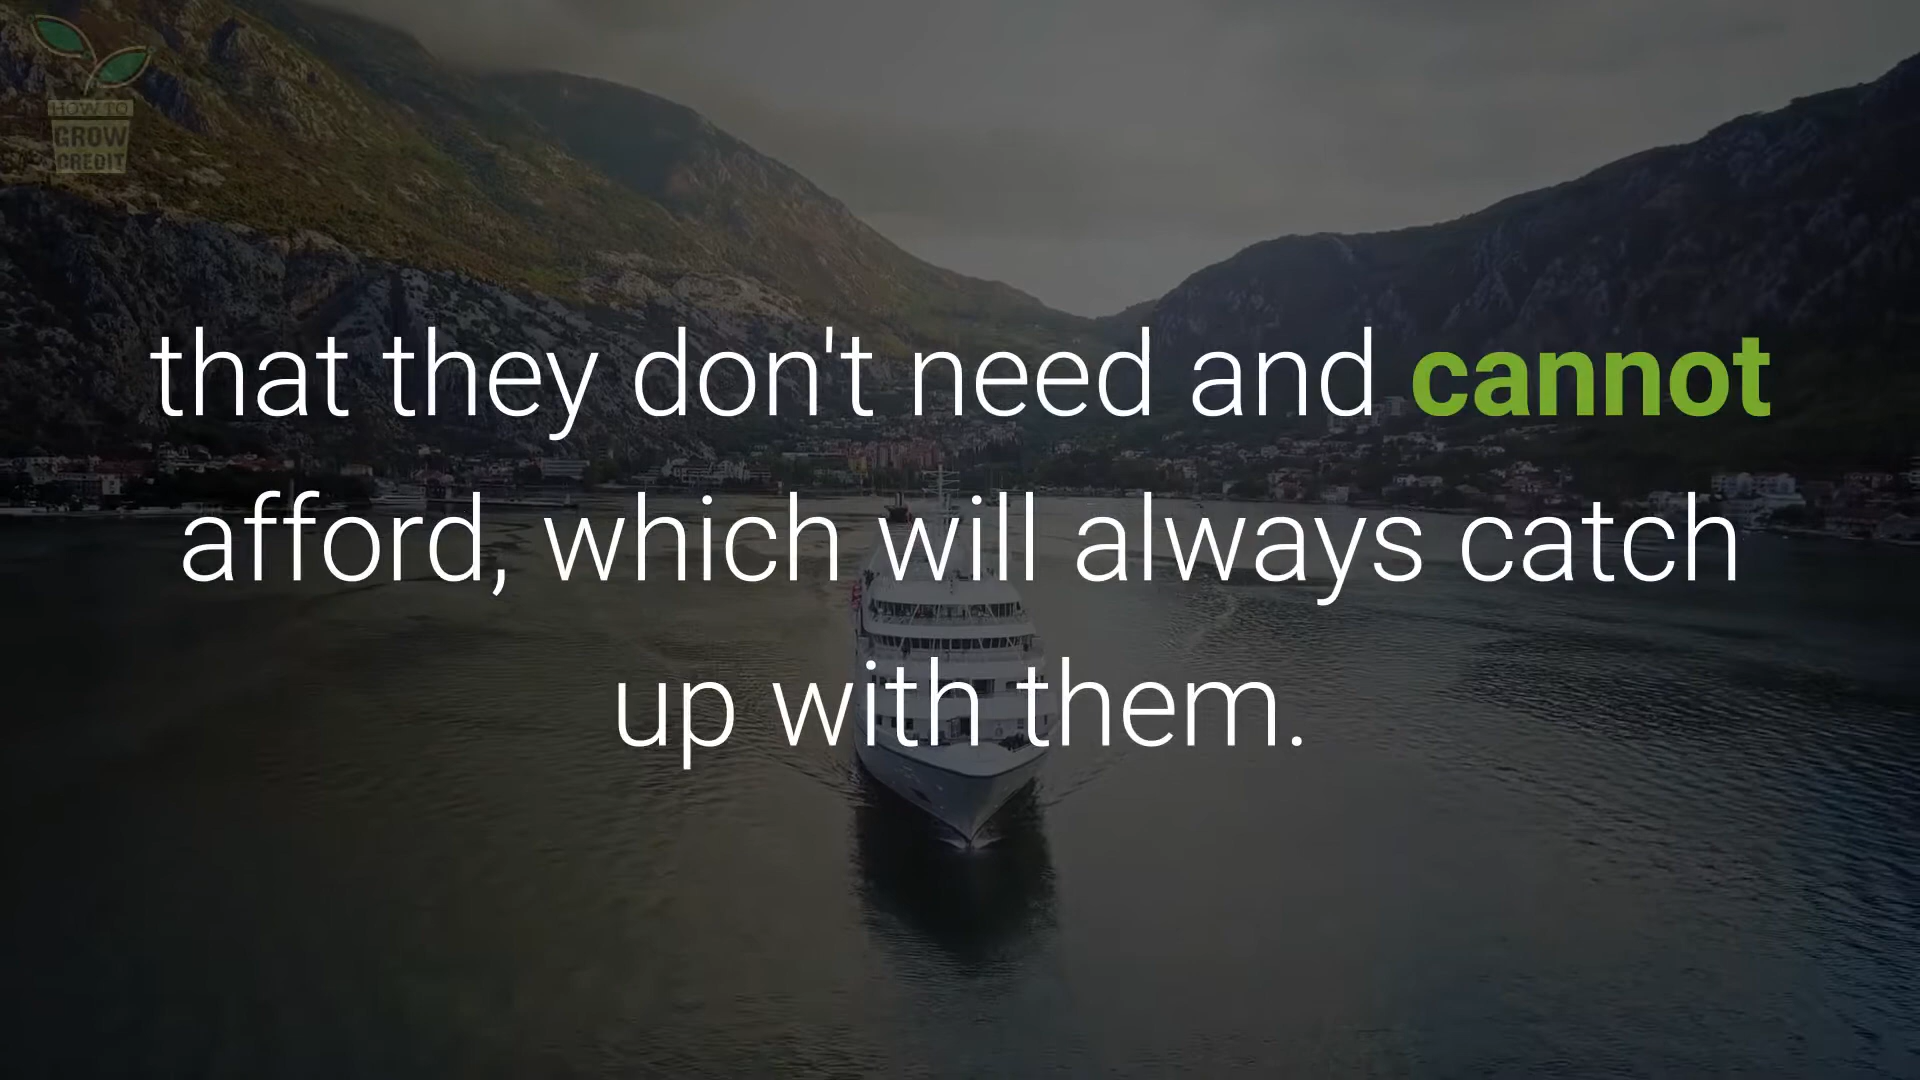 HOW TO
GROW
CREDIT
that they don't need and cannot
afford, which will always catch
up with them.